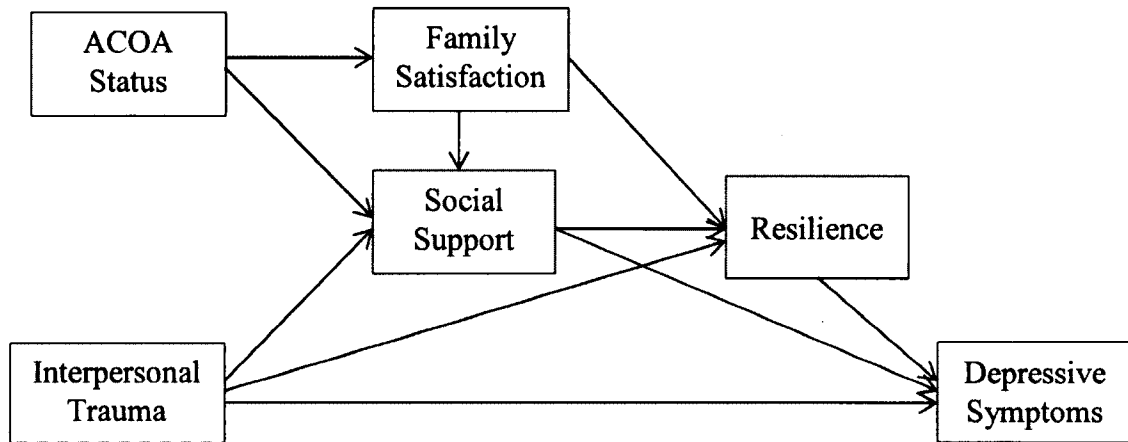 ACOA
Status
Family
Satisfaction
Social
Support
Resilience
Interpersonal
Trauma
Depressive
Symptoms